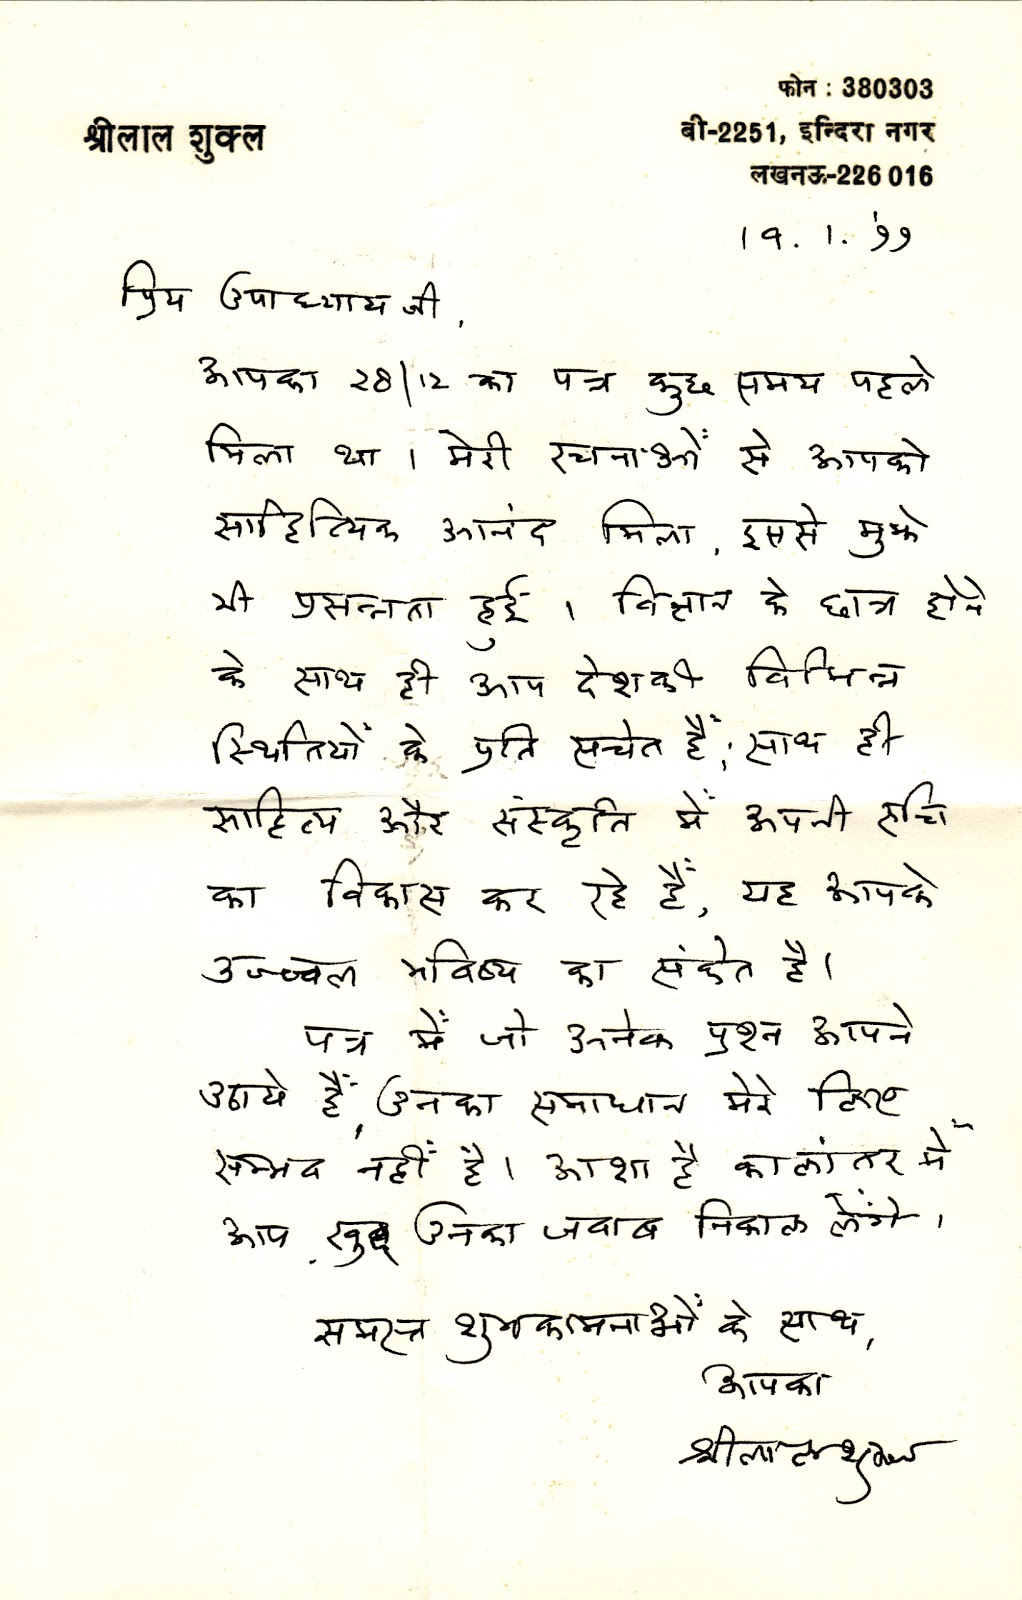 फोन : 380303
श्रीलाल शुक्ल
बी-2251, इन्दिरा नगर
लखनऊ-226 016
19. 1. '99
प्रिय उपाध्याय जी,
आपका 28/12 का पत्र कुछ समय पहले
मिला था। मेरी रचनाओं से आपको
साहित्यिक आनंद मिला, इससे मुझे
भी प्रसन्नता हुई। विज्ञान के छात्र होने
के साथ ही आप देश की विभिन्न
स्थितियों के प्रति सचेत हैं; साथ ही
साहित्य और संस्कृति में अपनी रुचि
का विकास कर रहे हैं, यह आपके
उज्ज्वल भविष्य का संकेत है।
पत्र में जो अनेक प्रश्न आपने
उठाये हैं, उनका समाधान मेरे लिए
सम्भव नहीं है। आशा है कालांतर में
आप खुद उनका जवाब निकाल लेंगे।
समस्त शुभकामनाओं के साथ,
आपका
श्रीलाल शुक्ल